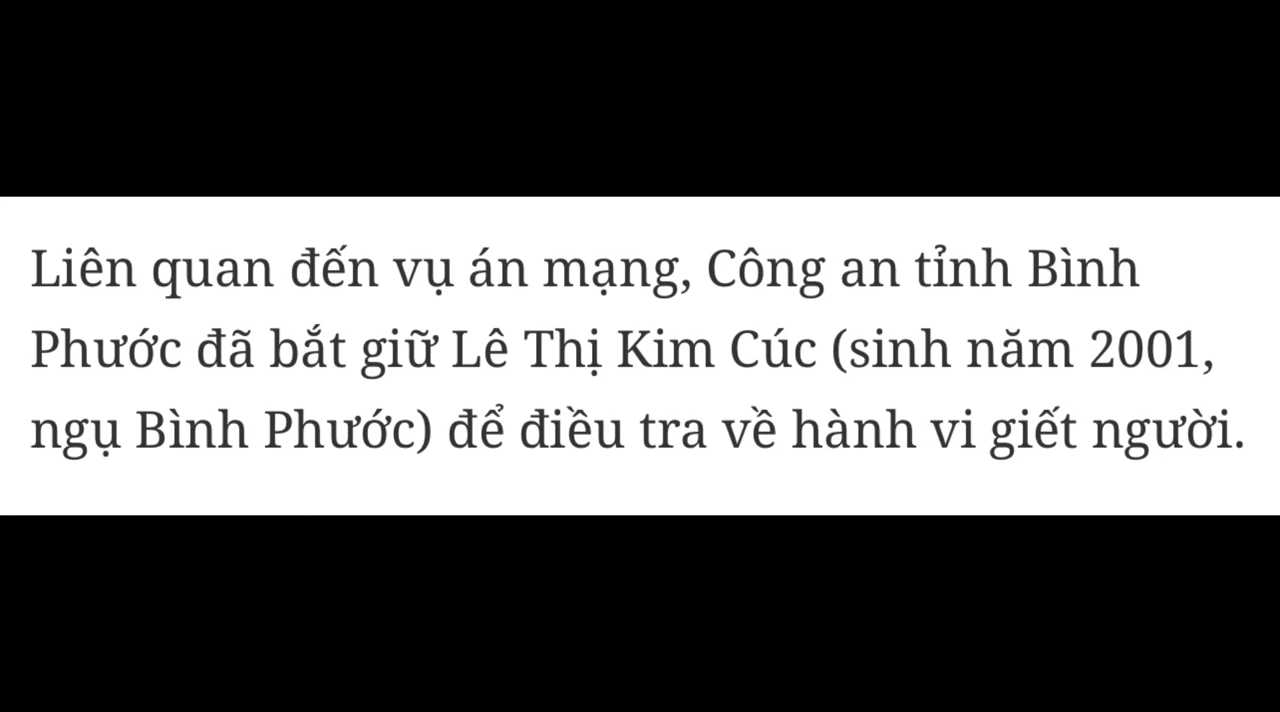 Liên quan đến vụ án mạng, Công an tỉnh Bình
Phước đã bắt giữ Lê Thị Kim Cúc (sinh năm 2001,
ngụ Bình Phước) để điều tra về hành vi giết người.